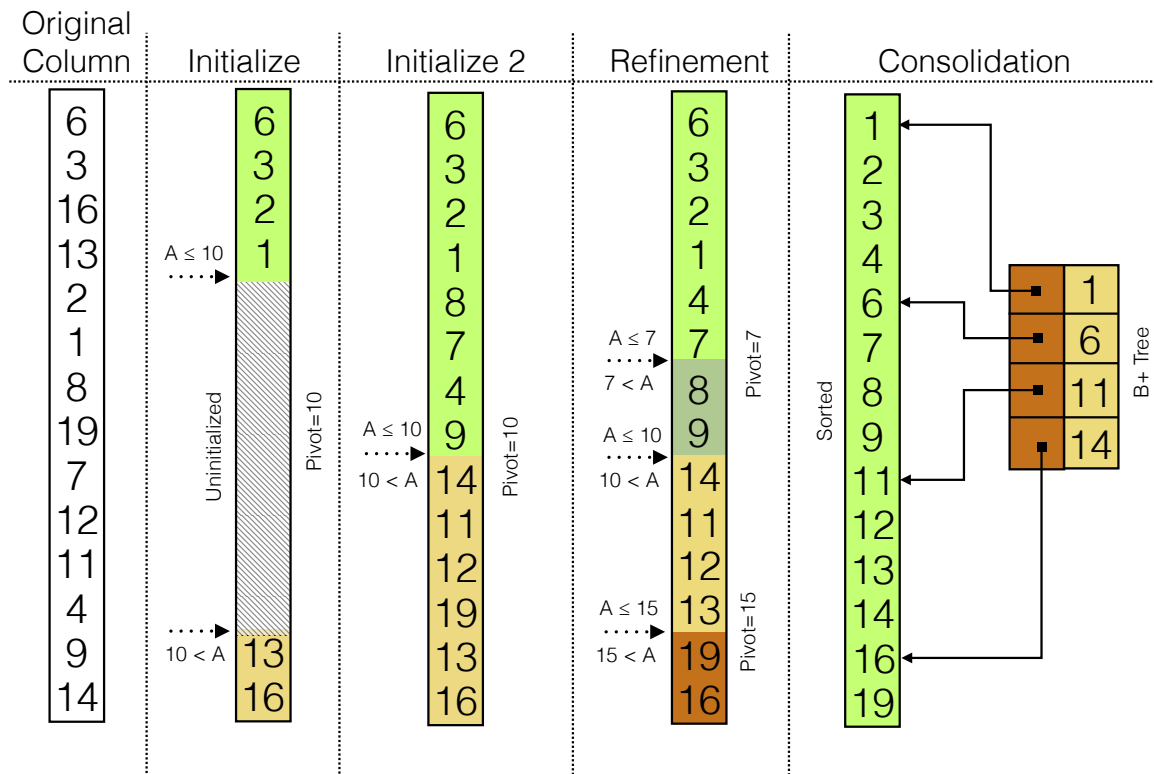 Original
Column
Initialize
Initialize 2
Refinement
Consolidation
6
3
16
13
2
1
8
19
7
12
11
4
9
14
6
3
2
1
A ≤ 10
Uninitialized
Pivot=10
10 < A
13
16
6
3
2
1
8
7
4
9
A ≤ 10
10 < A
Pivot=10
14
11
12
19
13
16
6
3
2
1
4
7
A ≤ 7
7 < A
Pivot=7
8
9
A ≤ 10
10 < A
14
11
12
13
A ≤ 15
15 < A
Pivot=15
19
16
Sorted
1
2
3
4
6
7
8
9
11
12
13
14
16
19
1
6
11
14
B+ Tree